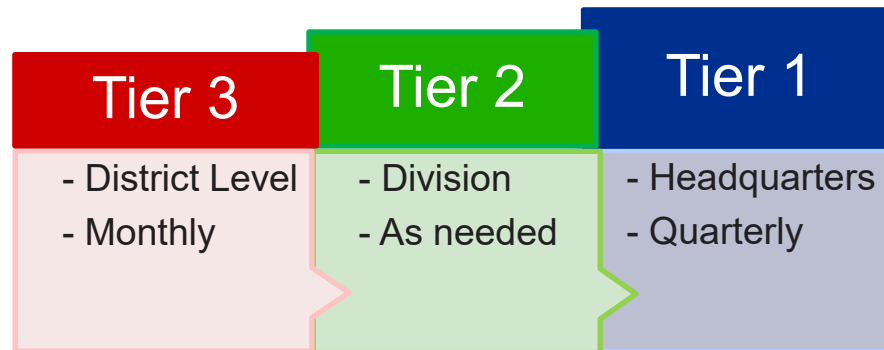 Tier 3
- District Level
- Monthly
Tier 2
- Division
- As needed
Tier 1
- Headquarters
- Quarterly